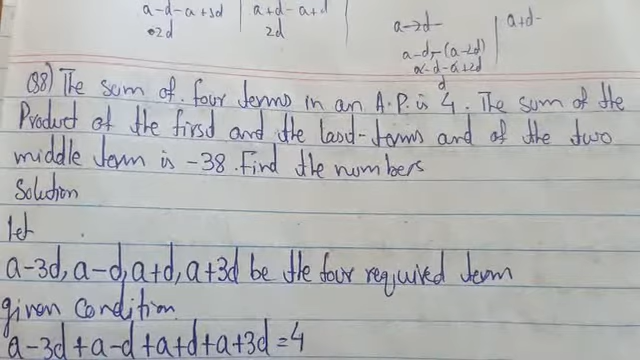 a-d-a+3d | a+d-a+d
02d | 2d
a-2d- | a+d-
a-d,-(a-2d)
a-d-a+2d
d
Q8) The sum of four terms in an A.P. is 4. The sum of the
Product of the first and the last-terms and of the two
middle term is -38. Find the numbers
Solution
let
a-3d, a-d, a+d, a+3d be the four required term
given condition
a-3d+a-d+a+d+a+3d=4